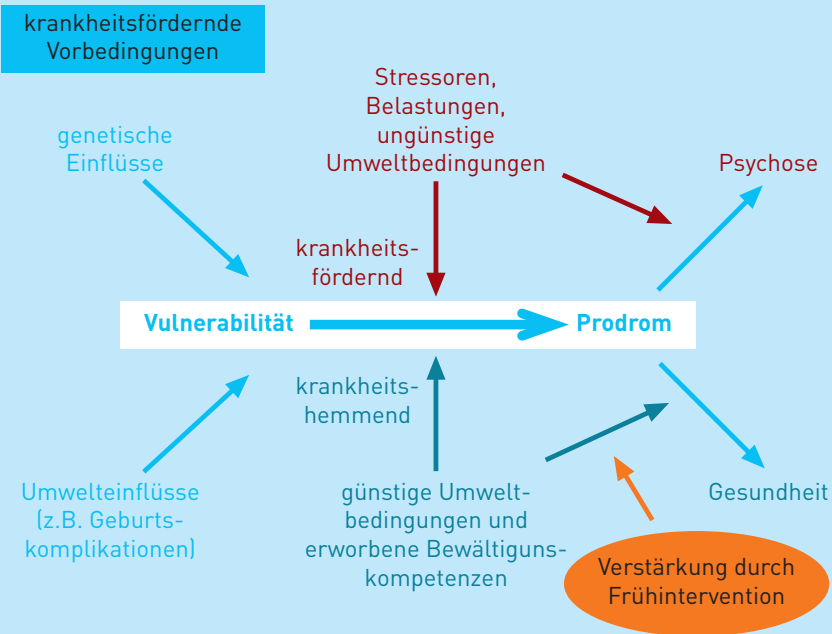 krankheitsfördernde
Vorbedingungen
Stressoren,
Belastungen,
ungünstige
Umweltbedingungen
genetische
Einflüsse
Psychose
krankheits-
fördernd
Vulnerabilität
Prodrom
krankheits-
hemmend
Umwelteinflüsse
(z.B. Geburts-
komplikationen)
günstige Umwelt-
bedingungen und
erworbene Bewältiguns-
kompetenzen
Gesundheit
Verstärkung durch
Frühintervention